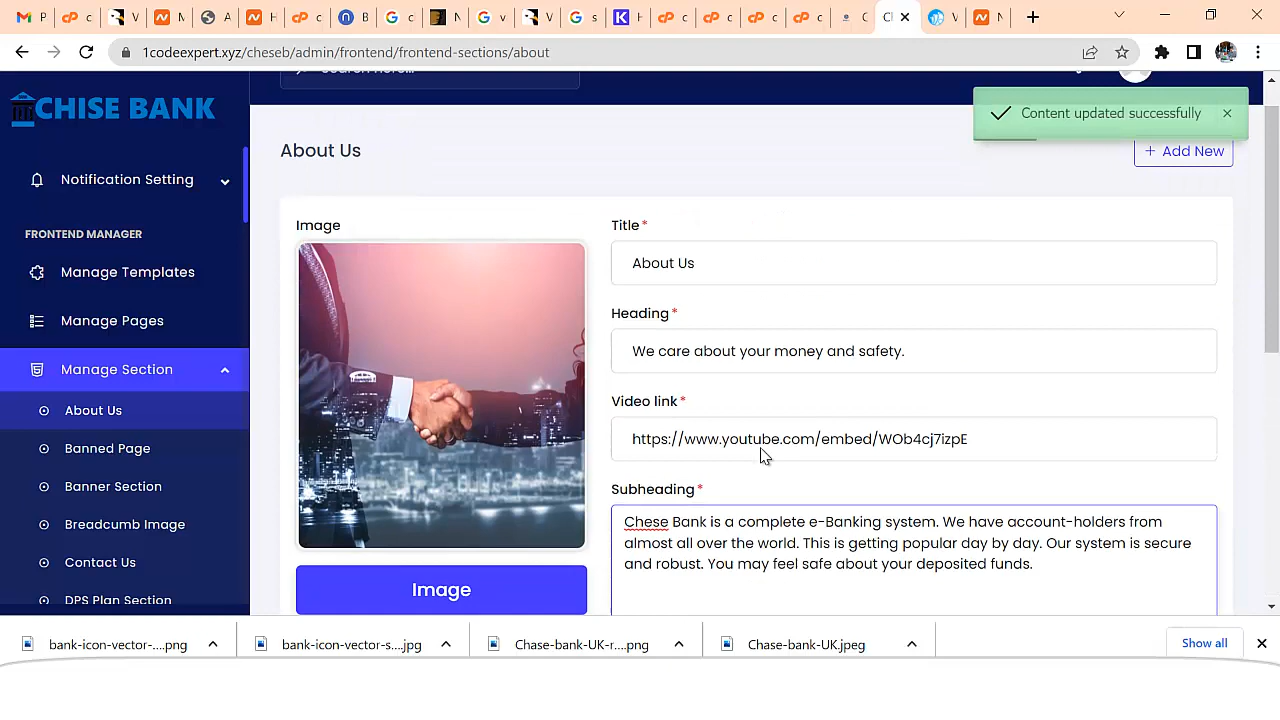 1codeexpert.xyz/cheseb/admin/frontend/frontend-sections/about
CHISE BANK
Content updated successfully
Notification Setting
FRONTEND MANAGER
Manage Templates
Manage Pages
Manage Section
About Us
Banned Page
Banner Section
Breadcumb Image
Contact Us
DPS Plan Section
About Us
+ Add New
Image
Image
Title*
About Us
Heading*
We care about your money and safety.
Video link*
https://www.youtube.com/embed/WOb4cj7izpE
Subheading*
Chese Bank is a complete e-Banking system. We have account-holders from
almost all over the world. This is getting popular day by day. Our system is secure
and robust. You may feel safe about your deposited funds.
bank-icon-vector-....png
bank-icon-vector-s....jpg
Chase-bank-UK-r....png
Chase-bank-UK.jpeg
Show all